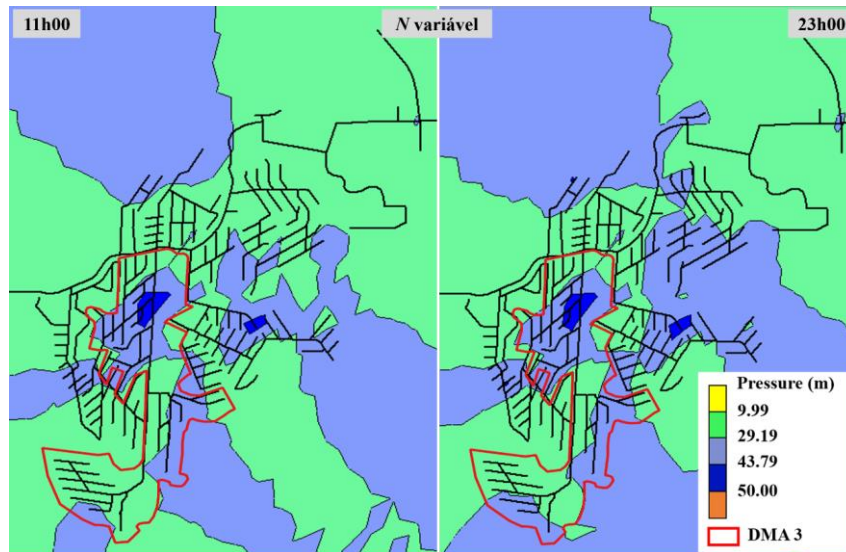 11h00
N variável
23h00
Pressure (m)
9.99
29.19
43.79
50.00
DMA 3